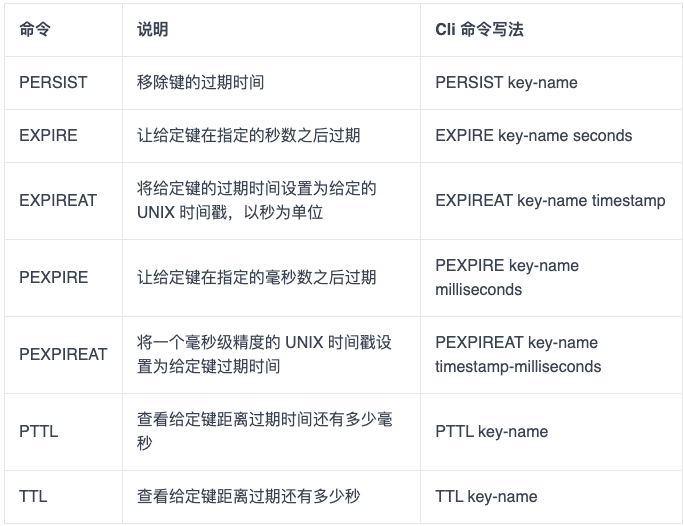 命令 说明 Cli 命令写法
PERSIST 移除键的过期时间 PERSIST key-name
EXPIRE 让给定键在指定的秒数之后过期 EXPIRE key-name seconds
EXPIREAT 将给定键的过期时间设置为给定的 EXPIREAT key-name timestamp
UNIX 时间戳，以秒为单位
PEXPIRE 让给定键在指定的毫秒数之后过期 PEXPIRE key-name
milliseconds
PEXPIREAT 将一个毫秒级精度的 UNIX 时间戳设 PEXPIREAT key-name
置为给定键过期时间 timestamp-milliseconds
PTTL 查看给定键距离过期时间还有多少毫 PTTL key-name
秒
TTL 查看给定键距离过期还有多少秒 TTL key-name